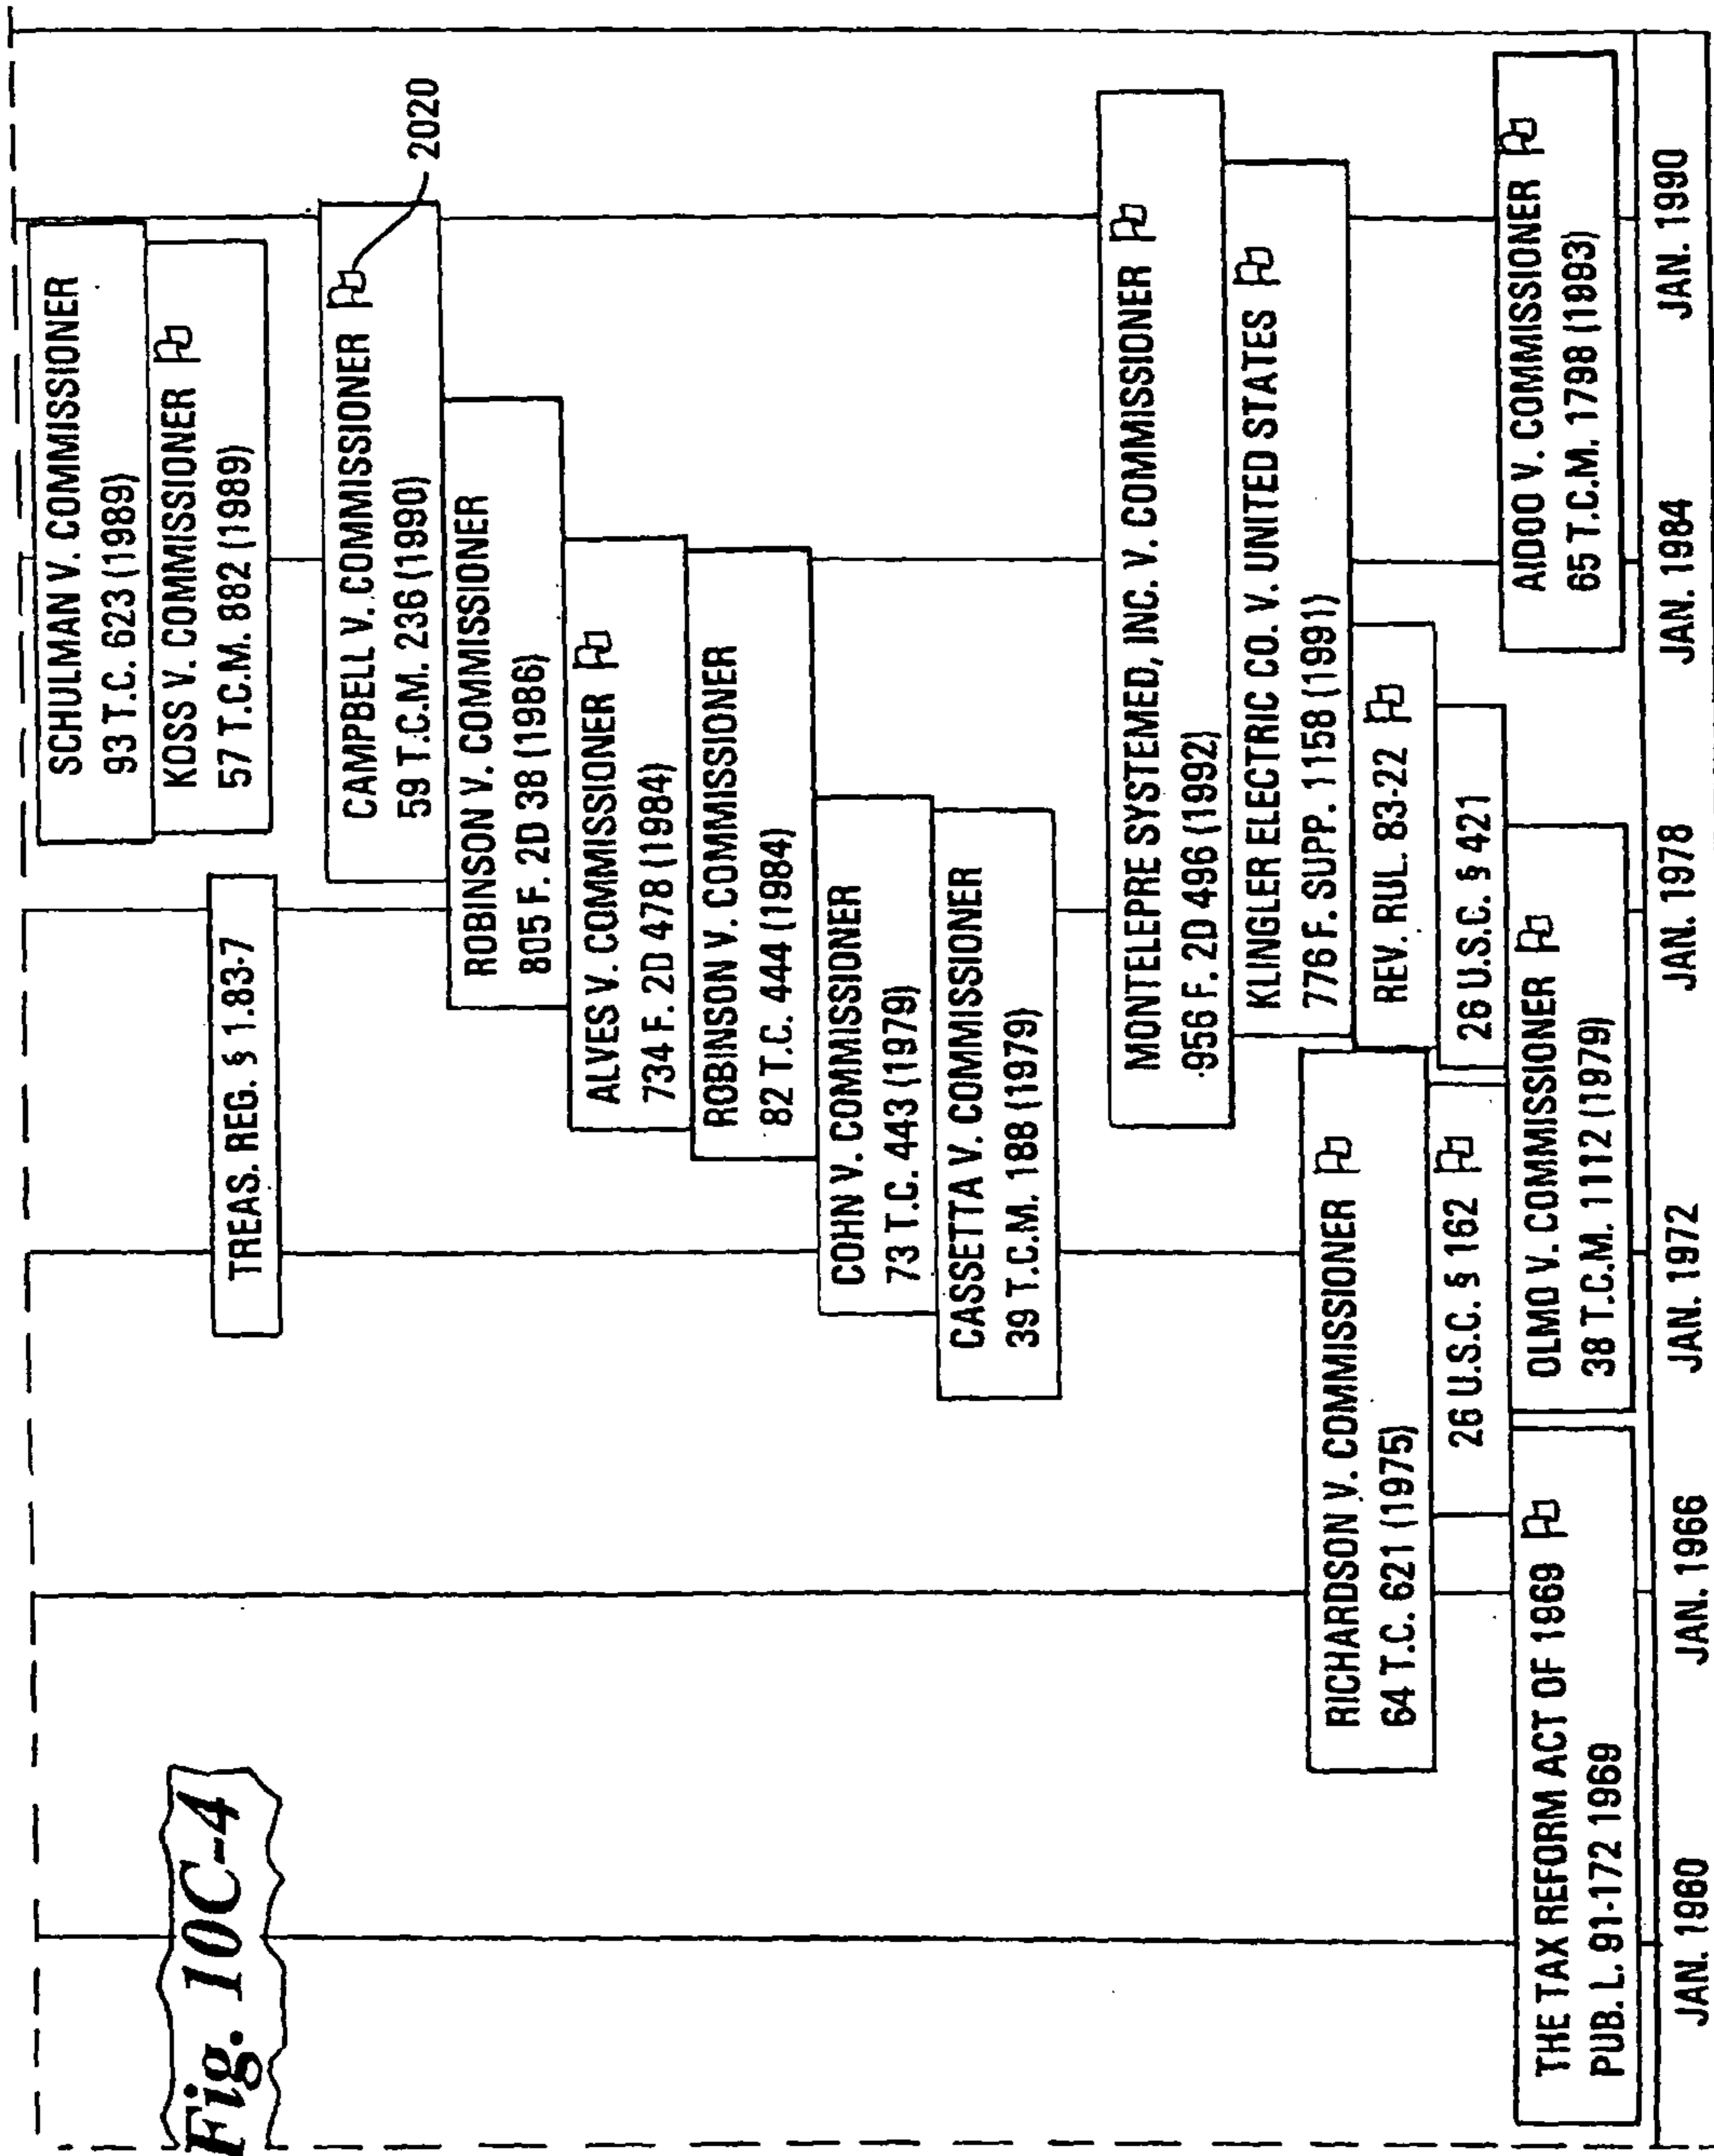 Fig. 10C-4
SCHULMAN V. COMMISSIONER
93 T.C. 623 (1989)
KOSS V. COMMISSIONER
57 T.C.M. 882 (1989)
TREAS. REG. § 1.83-7
CAMPBELL V. COMMISSIONER
59 T.C.M. 236 (1990)
2020
ROBINSON V. COMMISSIONER
805 F. 2D 38 (1986)
ALVES V. COMMISSIONER
734 F. 2D 478 (1984)
ROBINSON V. COMMISSIONER
82 T.C. 444 (1984)
COHN V. COMMISSIONER
73 T.C. 443 (1979)
CASSETTA V. COMMISSIONER
39 T.C.M. 188 (1979)
MONTELEPRE SYSTEMED, INC. V. COMMISSIONER
956 F. 2D 496 (1992)
KLINGLER ELECTRIC CO. V. UNITED STATES
776 F. SUPP. 1158 (1991)
RICHARDSON V. COMMISSIONER
64 T.C. 621 (1975)
REV. RUL. 83-22
26 U.S.C. § 162
26 U.S.C. § 421
THE TAX REFORM ACT OF 1969
PUB. L. 91-172 1969
OLMO V. COMMISSIONER
38 T.C.M. 1112 (1979)
AIDOO V. COMMISSIONER
65 T.C.M. 1798 (1993)
JAN. 1960 JAN. 1966 JAN. 1972 JAN. 1978 JAN. 1984 JAN. 1990